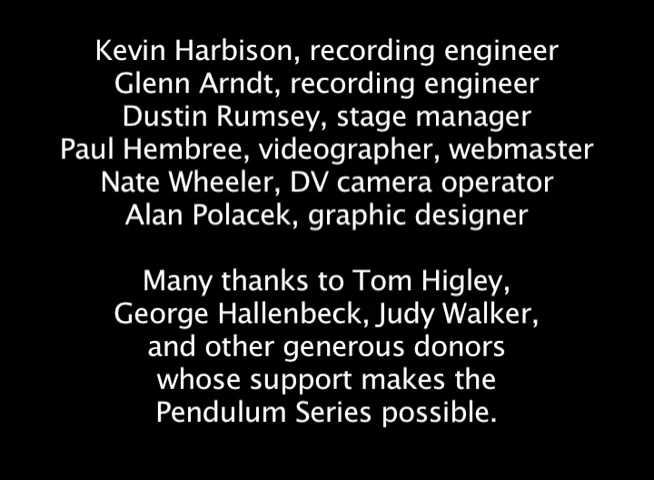 Kevin Harbison, recording engineer
Glenn Arndt, recording engineer
Dustin Rumsey, stage manager
Paul Hembree, videographer, webmaster
Nate Wheeler, DV camera operator
Alan Polacek, graphic designer
Many thanks to Tom Higley,
George Hallenbeck, Judy Walker,
and other generous donors
whose support makes the
Pendulum Series possible.